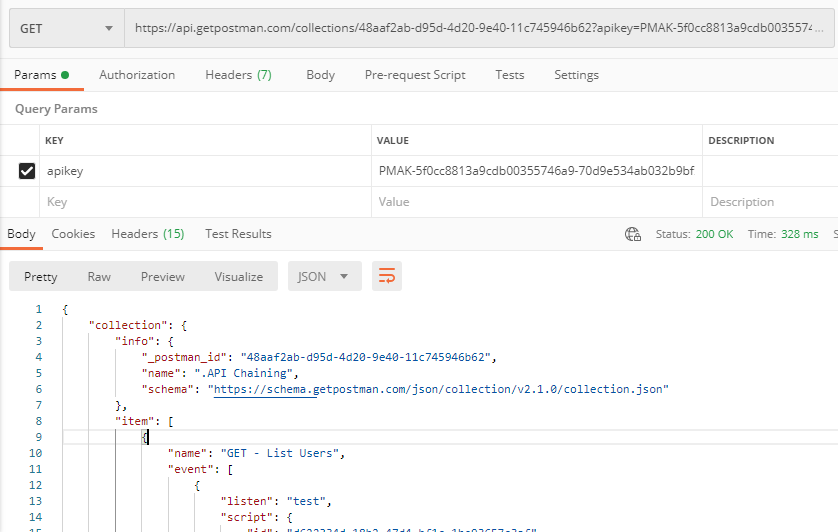 GET https://api.getpostman.com/collections/48aaf2ab-d95d-4d20-9e40-11c745946b62?apikey=PMAK-5f0cc8813a9cdb0035574 ...
Params Authorization Headers (7) Body Pre-request Script Tests Settings
Query Params
KEY VALUE DESCRIPTION
apikey PMAK-5f0cc8813a9cdb00355746a9-70d9e534ab032b9bf
Key Value Description
Body Cookies Headers (15) Test Results Status: 200 OK Time: 328 ms S
Pretty Raw Preview Visualize JSON
1 {
2 "collection": {
3 "info": {
4 "_postman_id": "48aaf2ab-d95d-4d20-9e40-11c745946b62",
5 "name": ".API Chaining",
6 "schema": "https://schema.getpostman.com/json/collection/v2.1.0/collection.json"
7 },
8 "item": [
9 {
10 "name": "GET - List Users",
11 "event": [
12 {
13 "listen": "test",
14 "script": {